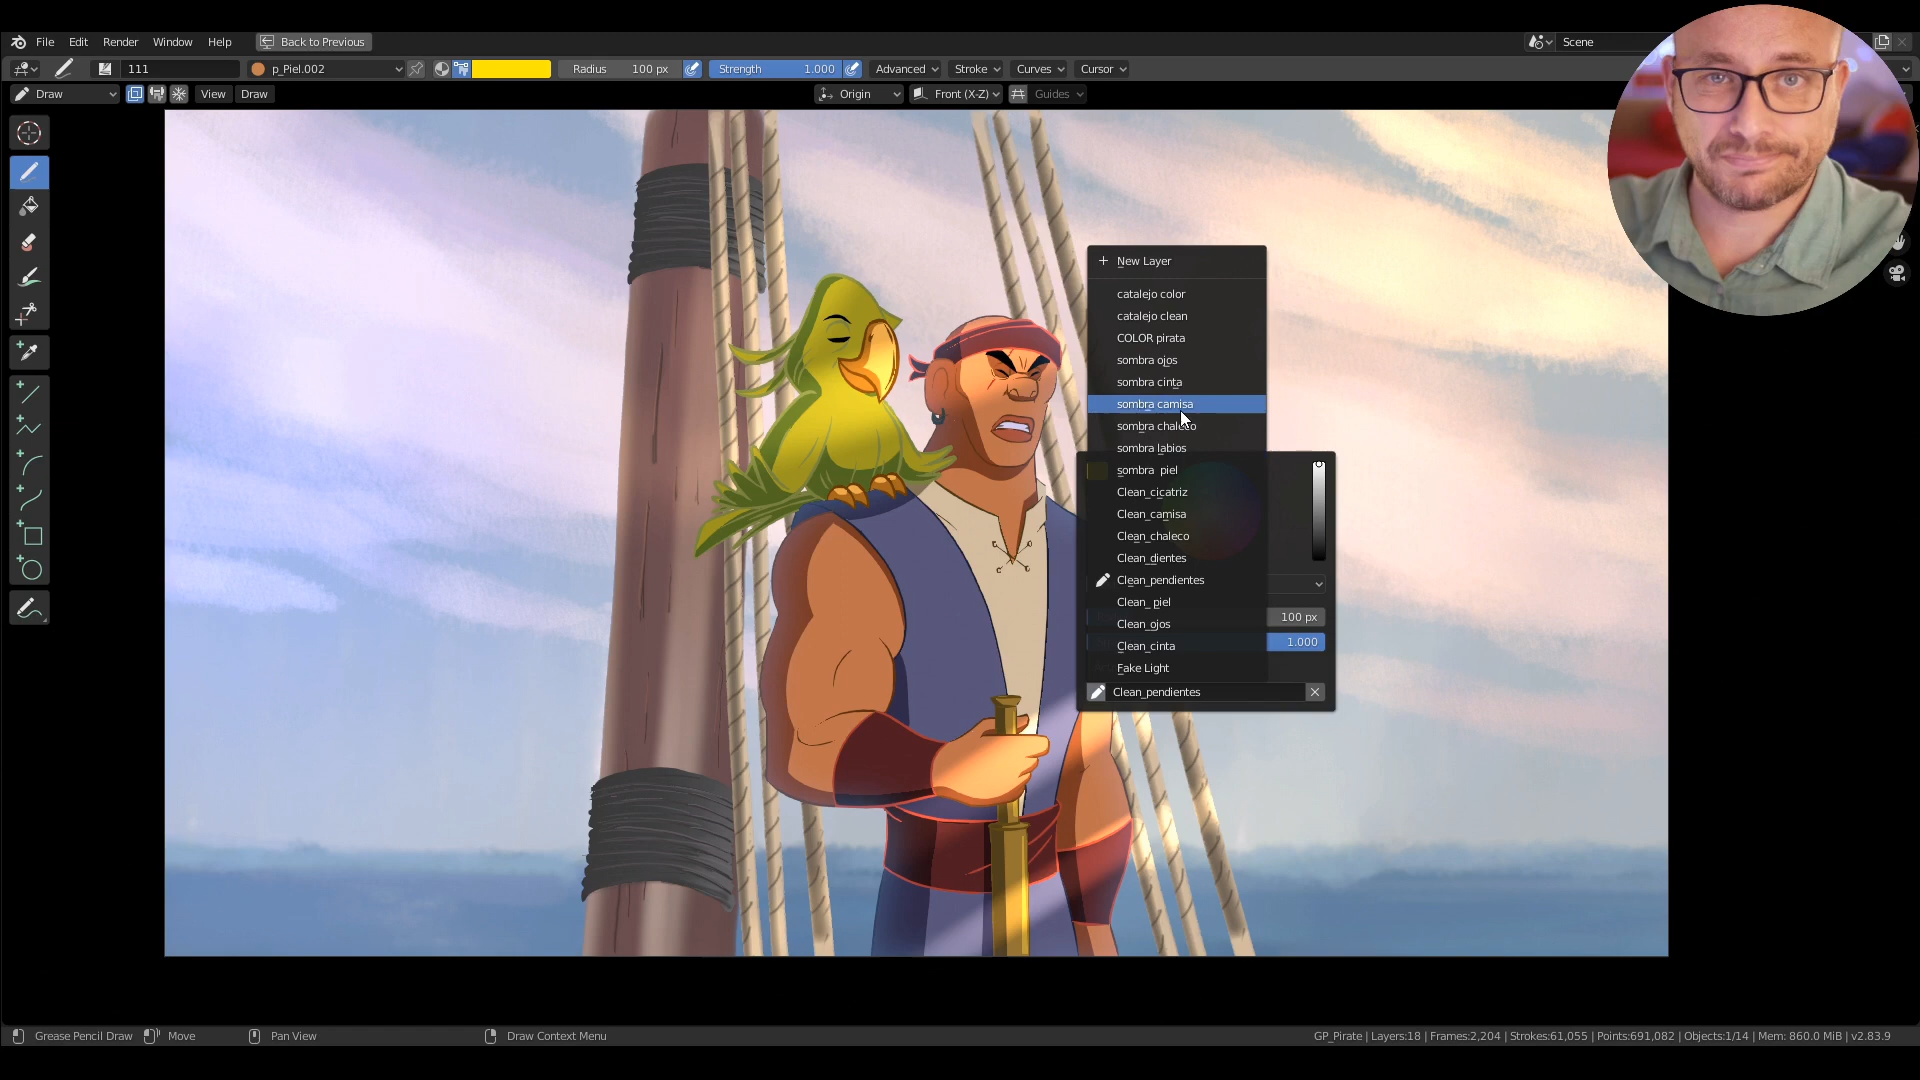 File Edit Render Window Help Back to Previous Scene
111 p_Piel.002 Radius 100 px Strength 1.000 Advanced Stroke Curves Cursor
Draw View Draw Origin Front (X-Z) Guides
New Layer
catalejo color
catalejo clean
COLOR pirata
sombra ojos
sombra cinta
sombra camisa
sombra chaleco
sombra labios
sombra piel
Clean_cicatriz
Clean_camisa
Clean_chaleco
Clean_dientes
Clean_pendientes
Clean_ piel
100 px
Clean_ojos
1.000
Clean_cinta
Fake Light
Clean_pendientes
Grease Pencil Draw Move Pan View Draw Context Menu GP_Pirate | Layers:18 | Frames:2,204 | Strokes:61,055 | Points:691,082 | Objects:1/14 | Mem: 860.0 MiB | v2.83.9